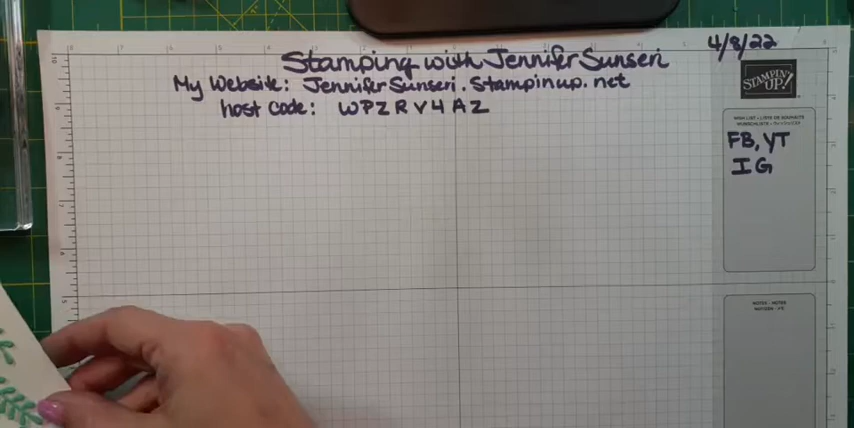 Stamping with Jennifer Sunseri
4/8/22
My Website: JenniferSunseri.Stampinup.net
host code: WPZRV4AZ
STAMPIN' UP!
FB, YT
IG